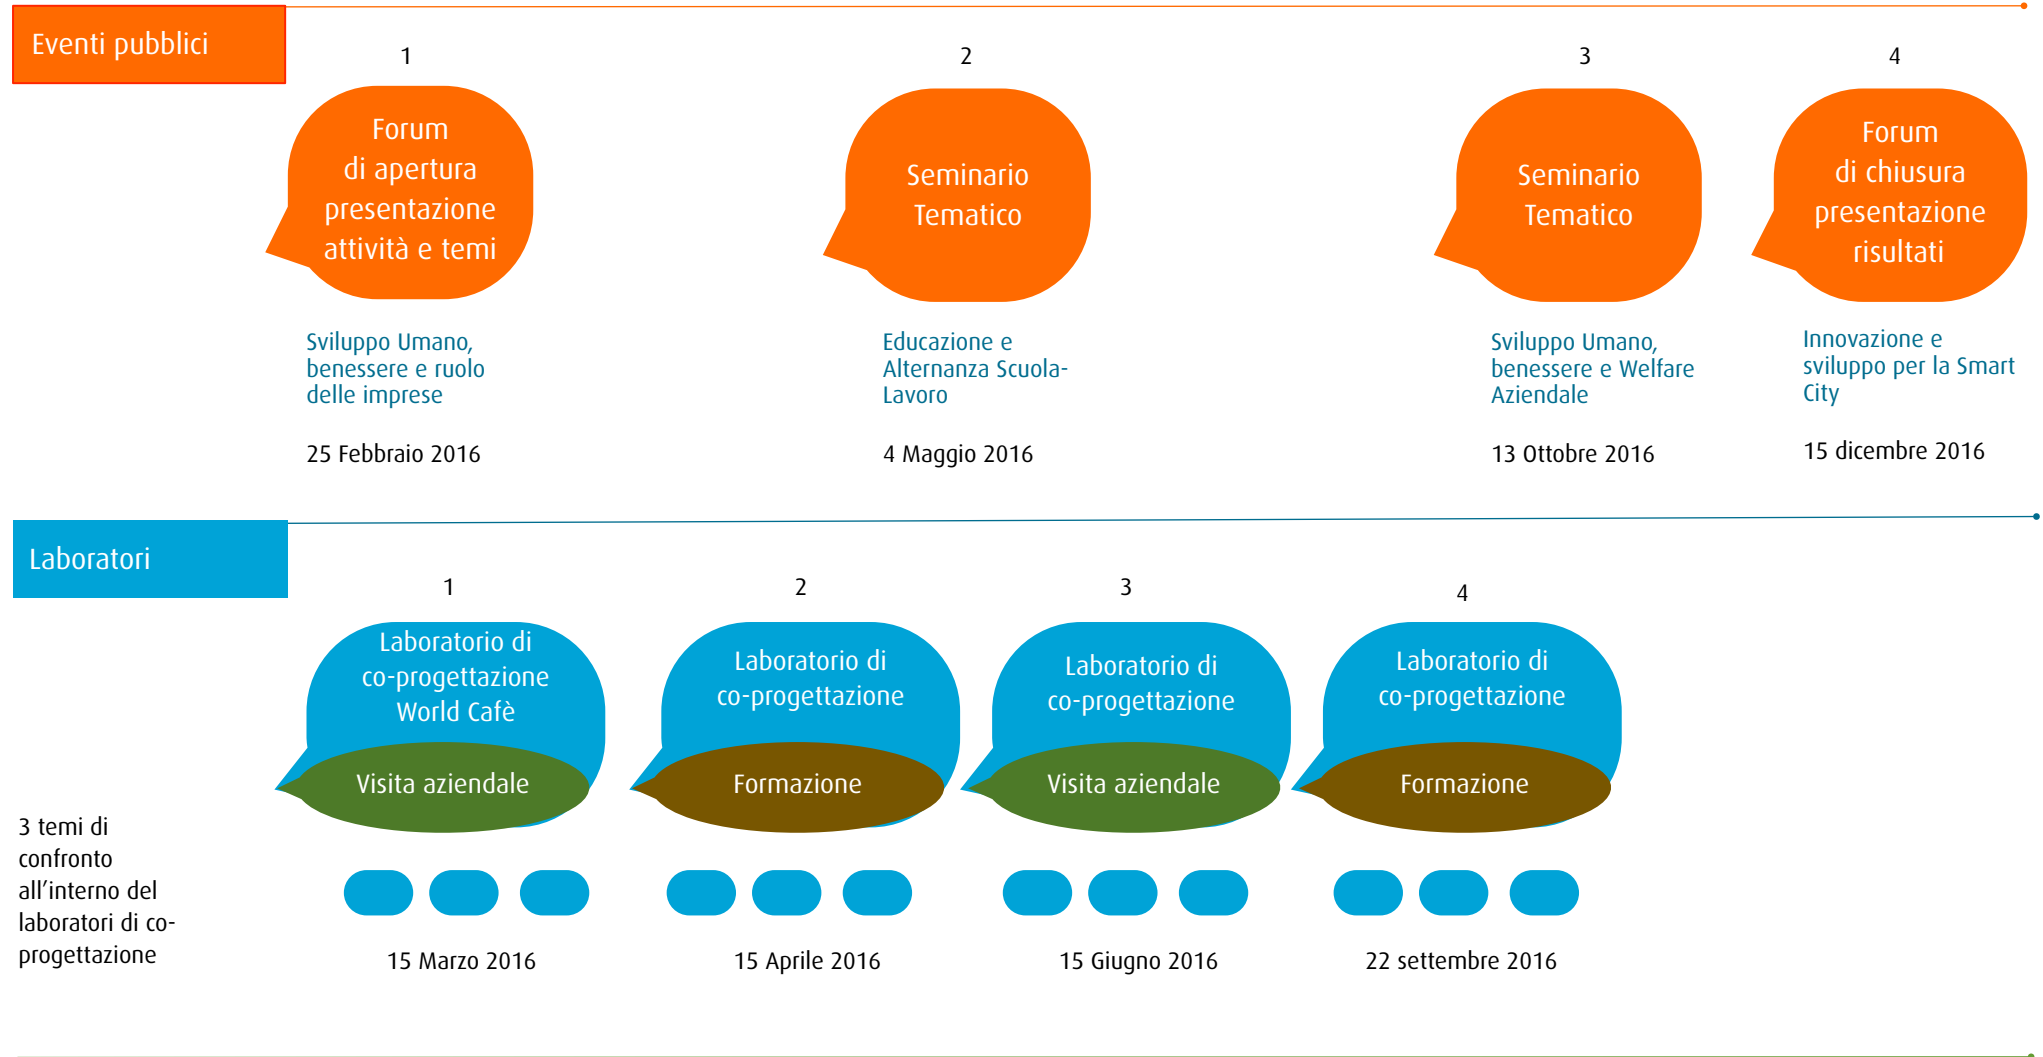 Eventi pubblici
1
2
3
4
Forum
di apertura
presentazione
attività e temi
Seminario
Tematico
Seminario
Tematico
Forum
di chiusura
presentazione
risultati
Sviluppo Umano,
benessere e ruolo
delle imprese
25 Febbraio 2016
Educazione e
Alternanza Scuola-
Lavoro
4 Maggio 2016
Sviluppo Umano,
benessere e Welfare
Aziendale
13 Ottobre 2016
Innovazione e
sviluppo per la Smart
City
15 dicembre 2016
Laboratori
1
2
3
4
Laboratorio di
co-progettazione
World Cafè
Visita aziendale
Laboratorio di
co-progettazione
Formazione
Laboratorio di
co-progettazione
Visita aziendale
Laboratorio di
co-progettazione
Formazione
3 temi di
confronto
all'interno del
laboratori di co-
progettazione
15 Marzo 2016
15 Aprile 2016
15 Giugno 2016
22 settembre 2016